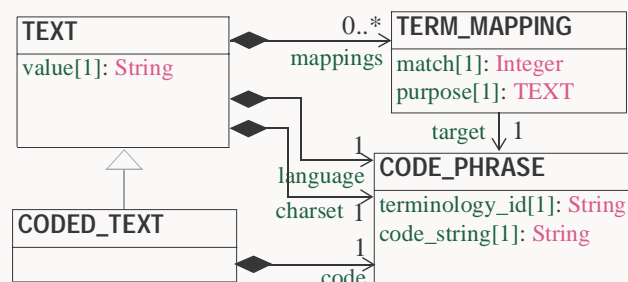 TEXT
value[1]: String
0..*
mappings
TERM_MAPPING
match[1]: Integer
purpose[1]: TEXT
target
1
1
language
charset
1
CODE_PHRASE
terminology_id[1]: String
code_string[1]: String
CODED_TEXT
1
code